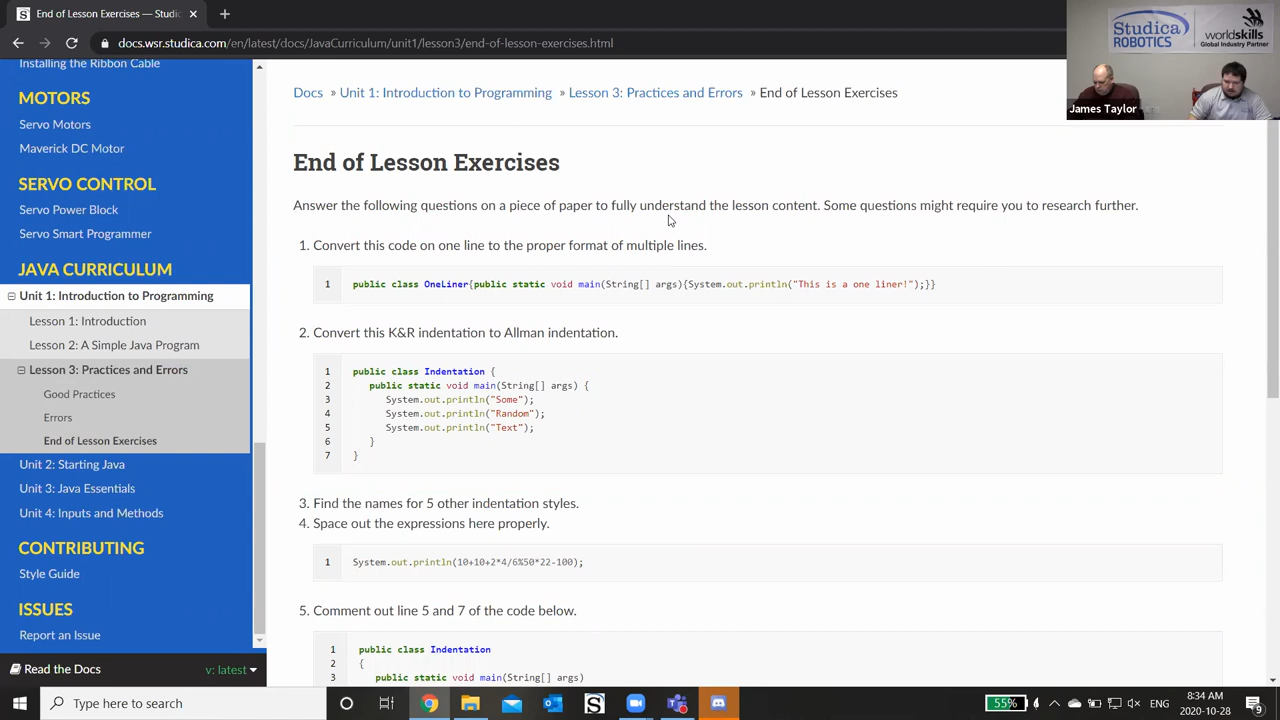 End of Lesson Exercises — Studic
docs.wsr.studica.com/en/latest/docs/JavaCurriculum/unit1/lesson3/end-of-lesson-exercises.html
Studica
ROBOTICS
worldskills
Global Industry Partner
James Taylor
Installing the Ribbon Cable
MOTORS
Servo Motors
Maverick DC Motor
SERVO CONTROL
Servo Power Block
Servo Smart Programmer
JAVA CURRICULUM
Unit 1: Introduction to Programming
Lesson 1: Introduction
Lesson 2: A Simple Java Program
Lesson 3: Practices and Errors
Good Practices
Errors
End of Lesson Exercises
Unit 2: Starting Java
Unit 3: Java Essentials
Unit 4: Inputs and Methods
CONTRIBUTING
Style Guide
ISSUES
Report an Issue
Read the Docs v: latest
Docs » Unit 1: Introduction to Programming » Lesson 3: Practices and Errors » End of Lesson Exercises
End of Lesson Exercises
Answer the following questions on a piece of paper to fully understand the lesson content. Some questions might require you to research further.
1. Convert this code on one line to the proper format of multiple lines.
1 public class OneLiner{public static void main(String[] args){System.out.println("This is a one liner!");}}
2. Convert this K&R indentation to Allman indentation.
1 public class Indentation {
2 public static void main(String[] args) {
3 System.out.println("Some");
4 System.out.println("Random");
5 System.out.println("Text");
6 }
7 }
3. Find the names for 5 other indentation styles.
4. Space out the expressions here properly.
1 System.out.println(10+10+2*4/6%50*22-100);
5. Comment out line 5 and 7 of the code below.
1 public class Indentation
2 {
3 public static void main(String[] args)
Type here to search
55%
ENG
8:34 AM
2020-10-28
9